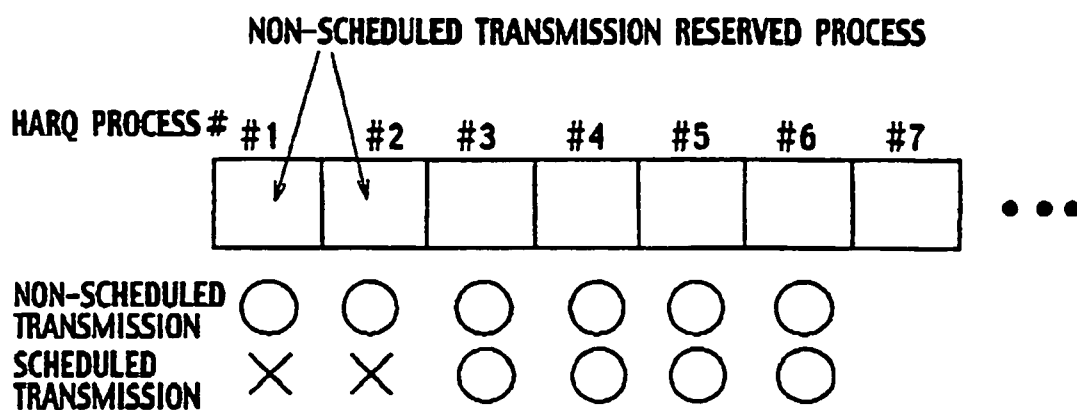 NON-SCHEDULED TRANSMISSION RESERVED PROCESS
HARQ PROCESS # #1 #2 #3 #4 #5 #6 #7
NON-SCHEDULED
TRANSMISSION
SCHEDULED
TRANSMISSION